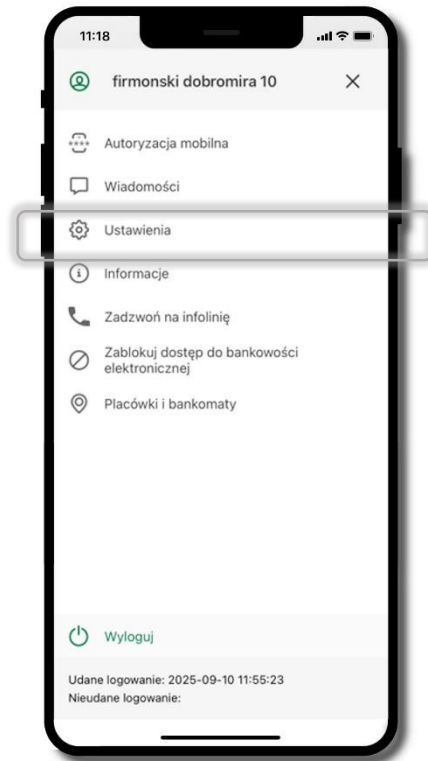 11:18
firmonski dobromira 10
Autoryzacja mobilna
Wiadomości
Ustawienia
Informacje
Zadzwoń na infolinię
Zablokuj dostęp do bankowości
elektronicznej
Placówki i bankomaty
Wyloguj
Udane logowanie: 2025-09-10 11:55:23
Nieudane logowanie: